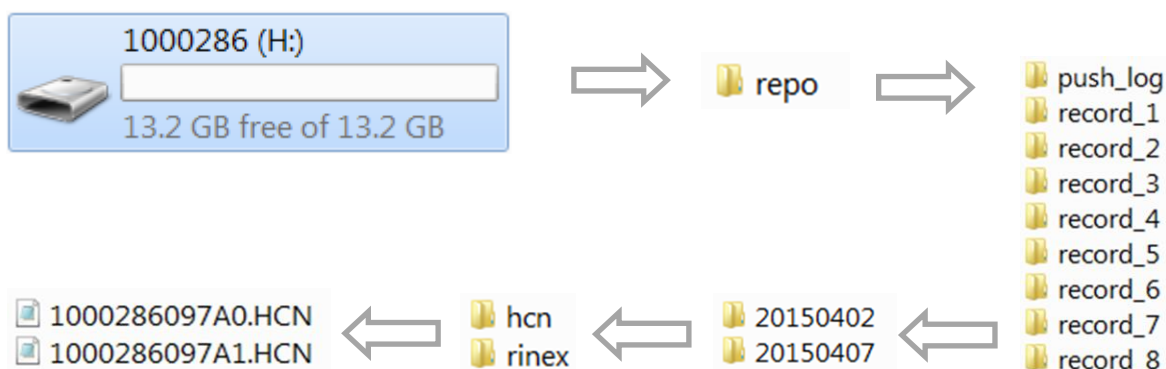 1000286 (H:)
13.2 GB free of 13.2 GB
repo
push_log
record_1
record_2
record_3
record_4
record_5
record_6
record_7
record_8
20150402
20150407
hcn
rinex
1000286097A0.HCN
1000286097A1.HCN